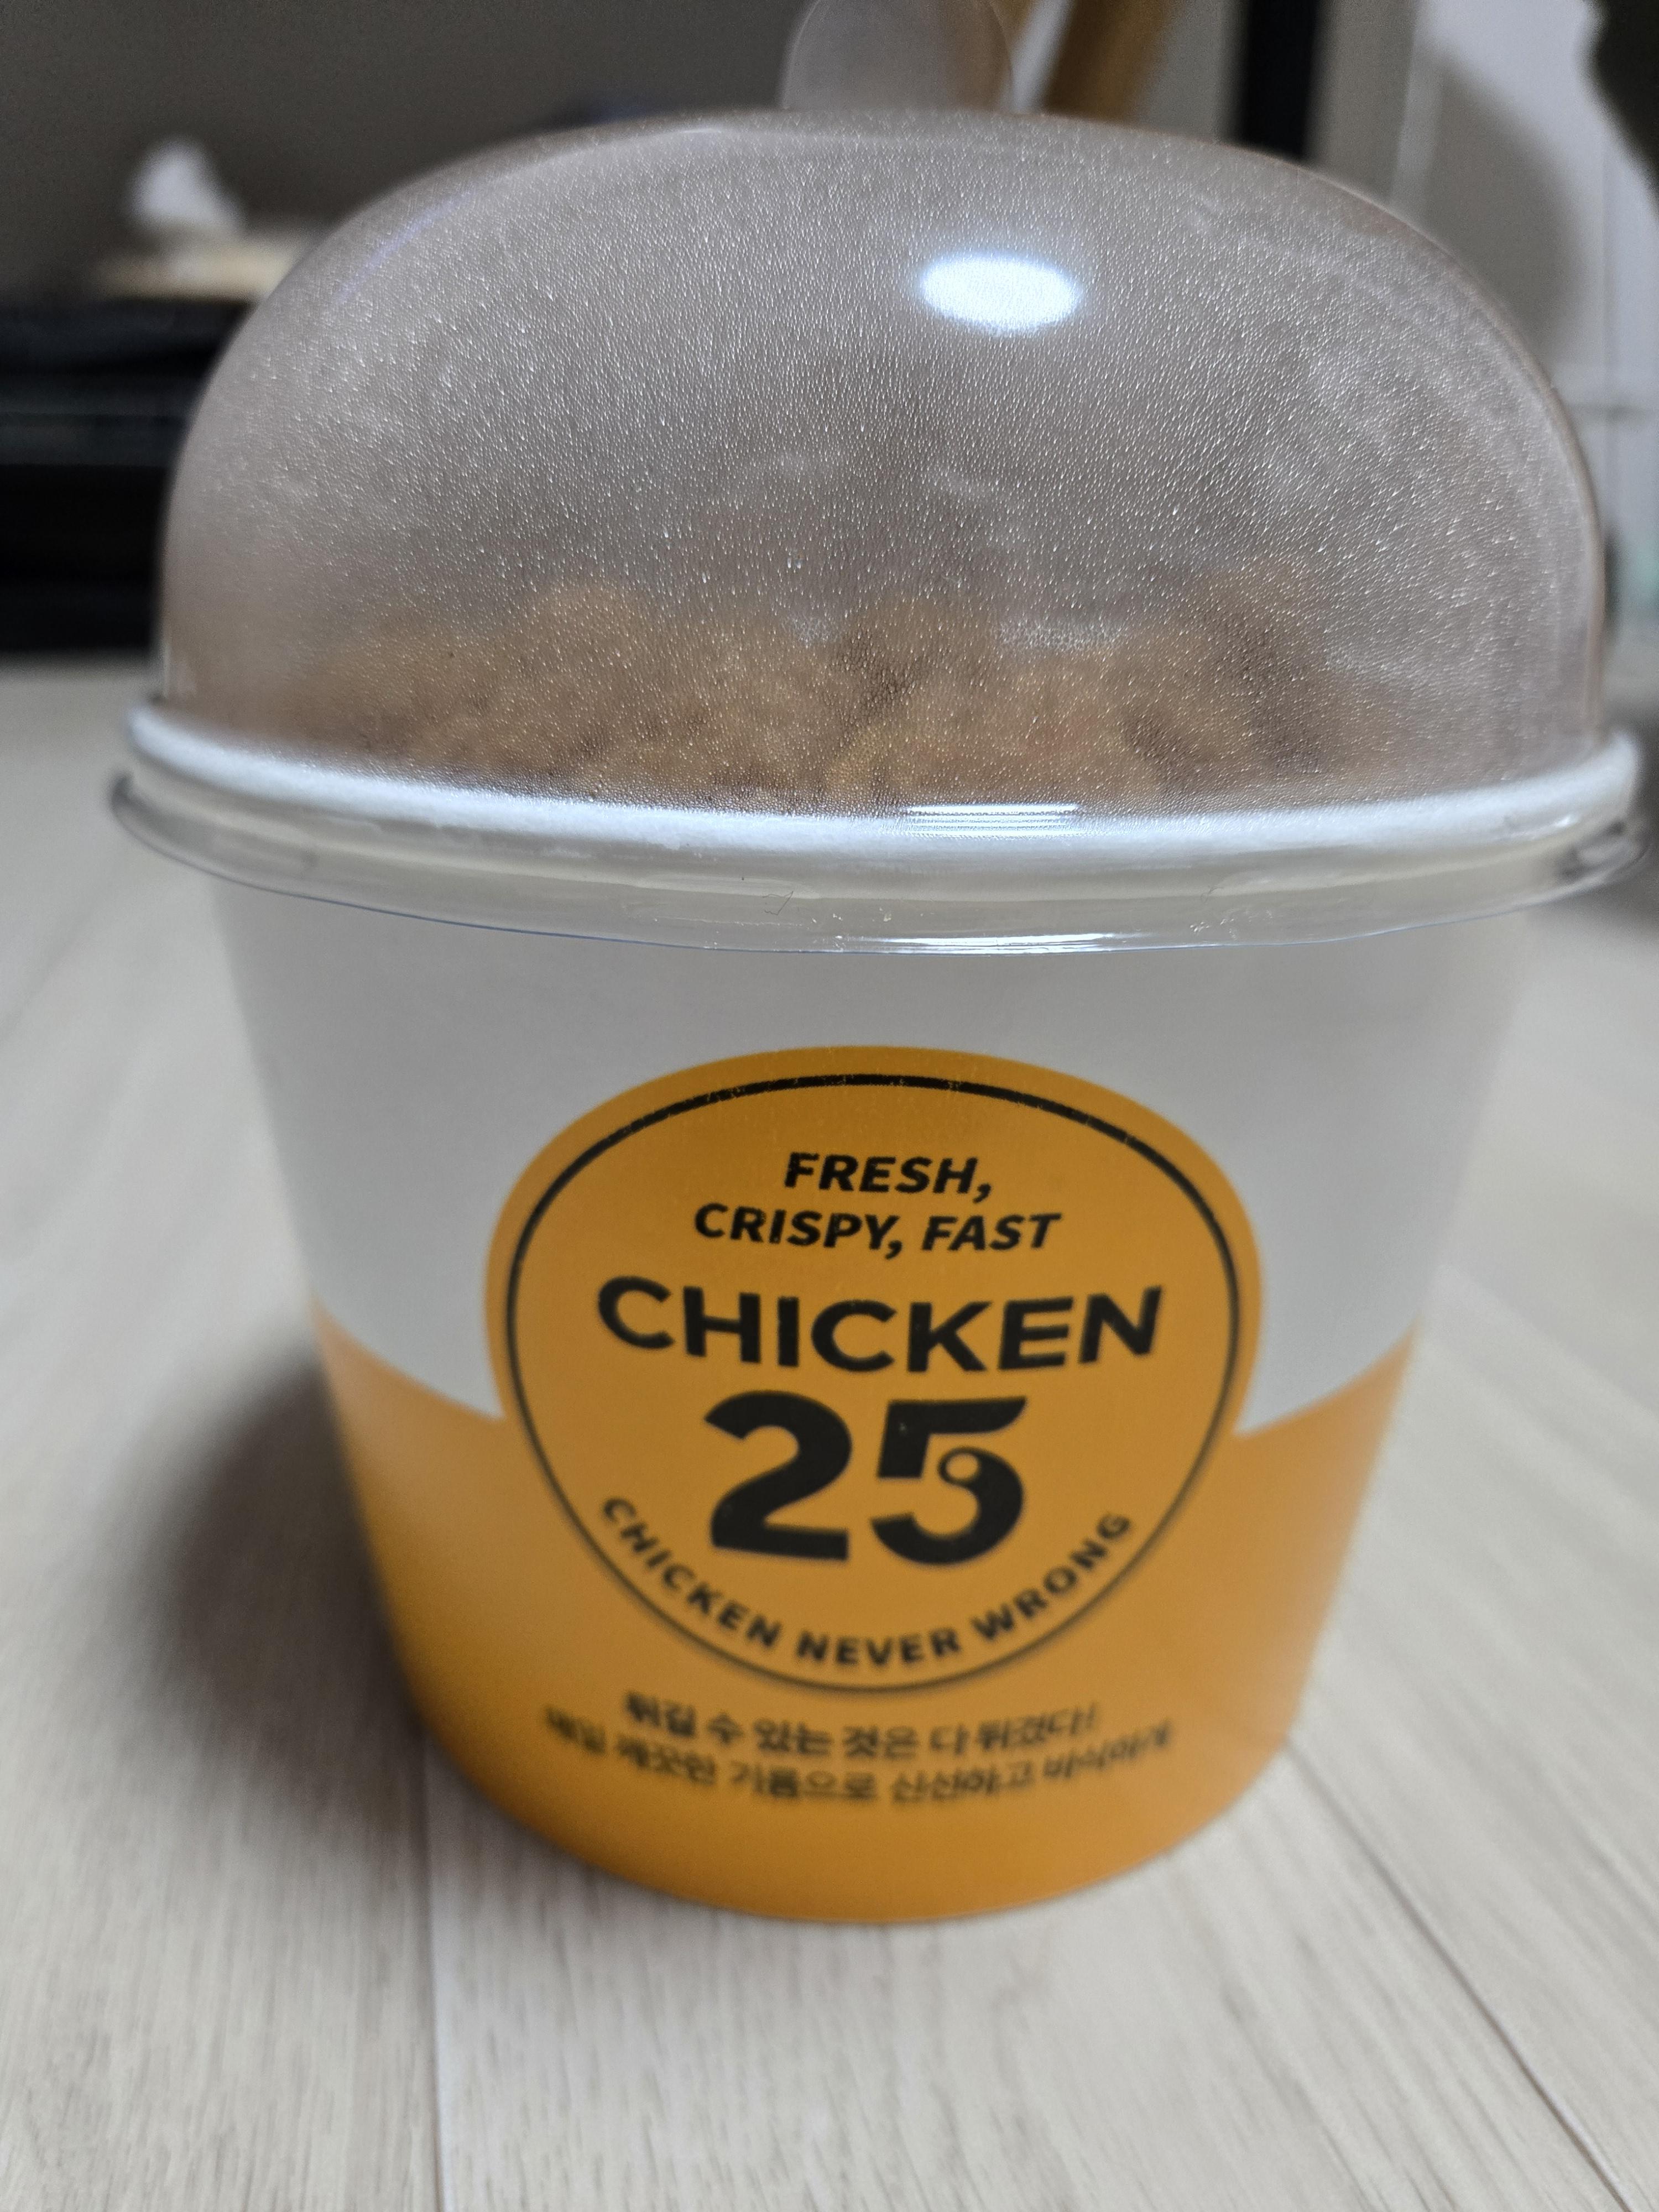 FRESH,
CRISPY, FAST
CHICKEN
25
CHICKEN NEVER WRONG
튀길 수 있는 것은 다 튀겼다!
매일 깨끗한 기름으로 신선하고 바삭하게